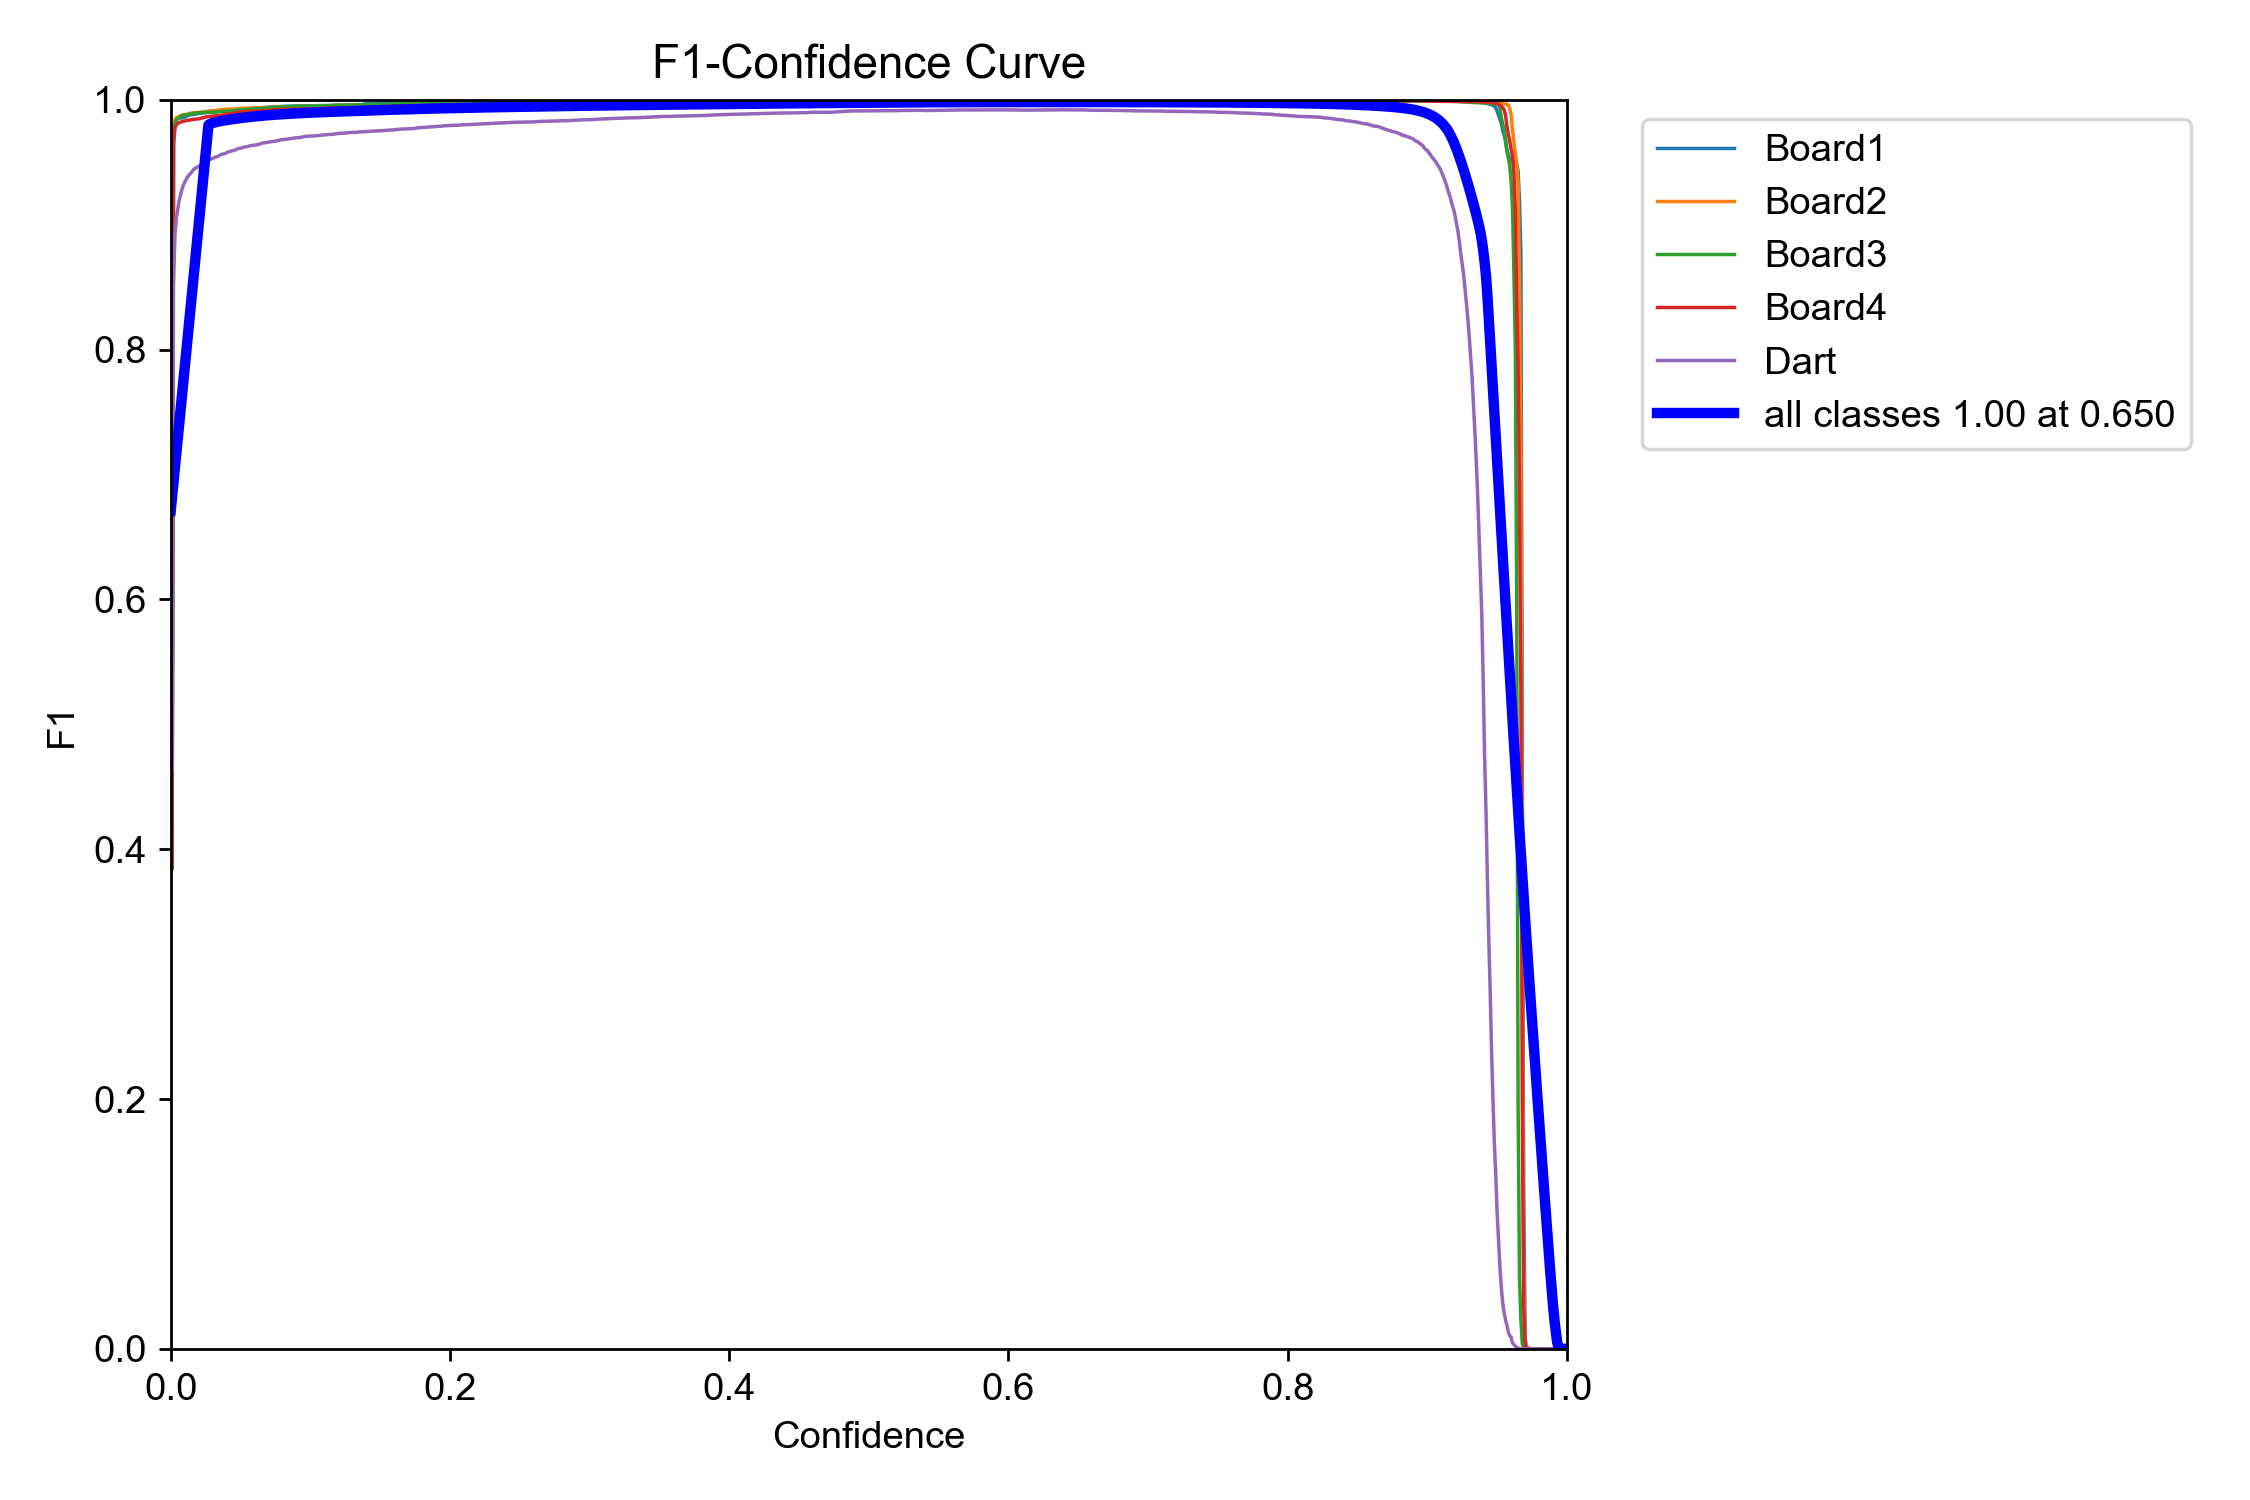 F1-Confidence Curve
1.0
0.8
0.6
0.4
0.2
0.0
F1
0.0 0.2 0.4 0.6 0.8 1.0
Confidence
Board1
Board2
Board3
Board4
Dart
all classes 1.00 at 0.650